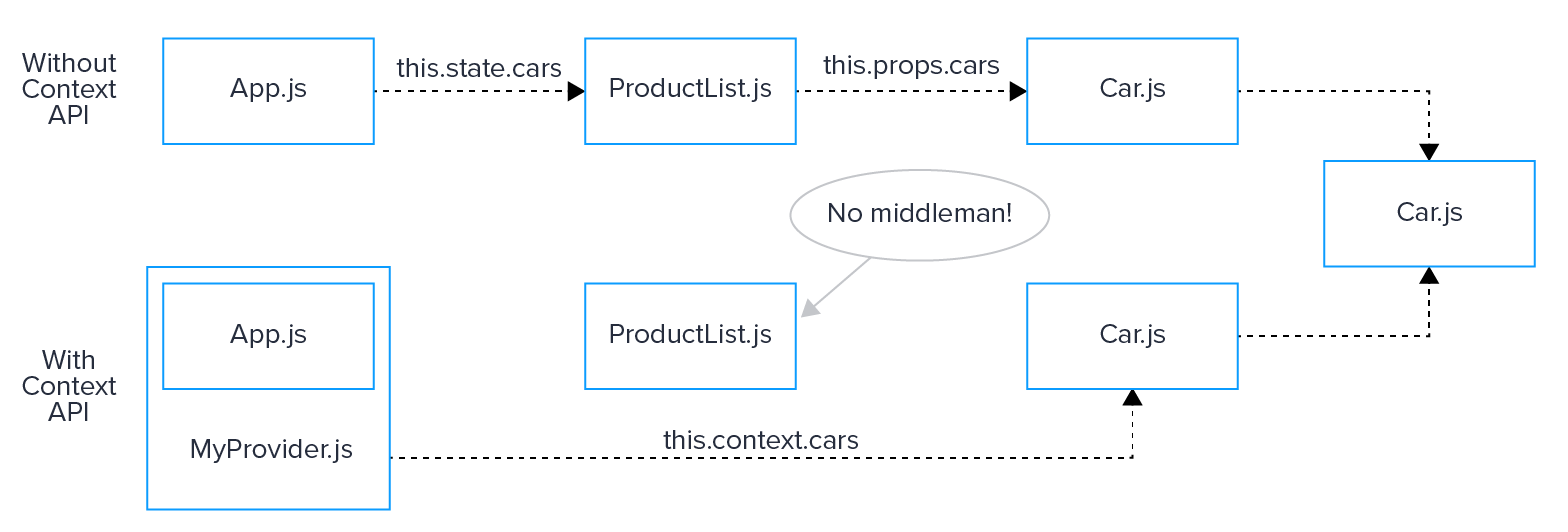 Without
Context
API
App.js
this.state.cars
ProductList.js
this.props.cars
Car.js
Car.js
No middleman!
With
Context
API
App.js
MyProvider.js
ProductList.js
this.context.cars
Car.js